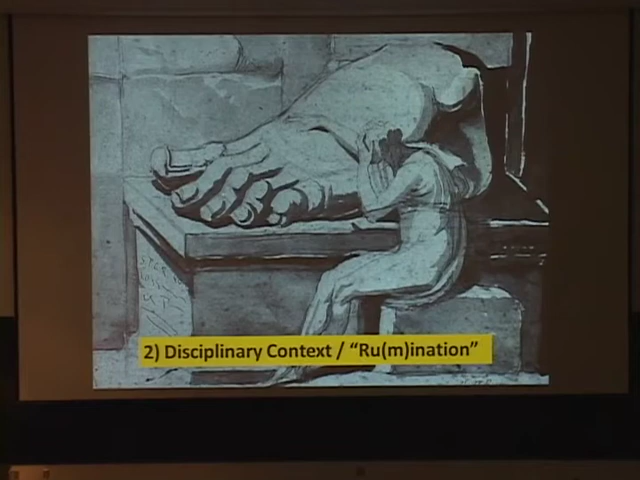 S.P.Q.R.
2) Disciplinary Context / “Ru(m)ination”